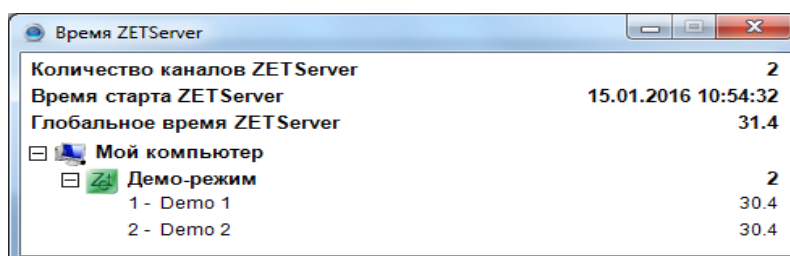 Время ZETServer
Количество каналов ZETServer 2
Время старта ZETServer 15.01.2016 10:54:32
Глобальное время ZETServer 31.4
Мой компьютер
Zet Демо-режим 2
1 - Demo 1 30.4
2 - Demo 2 30.4